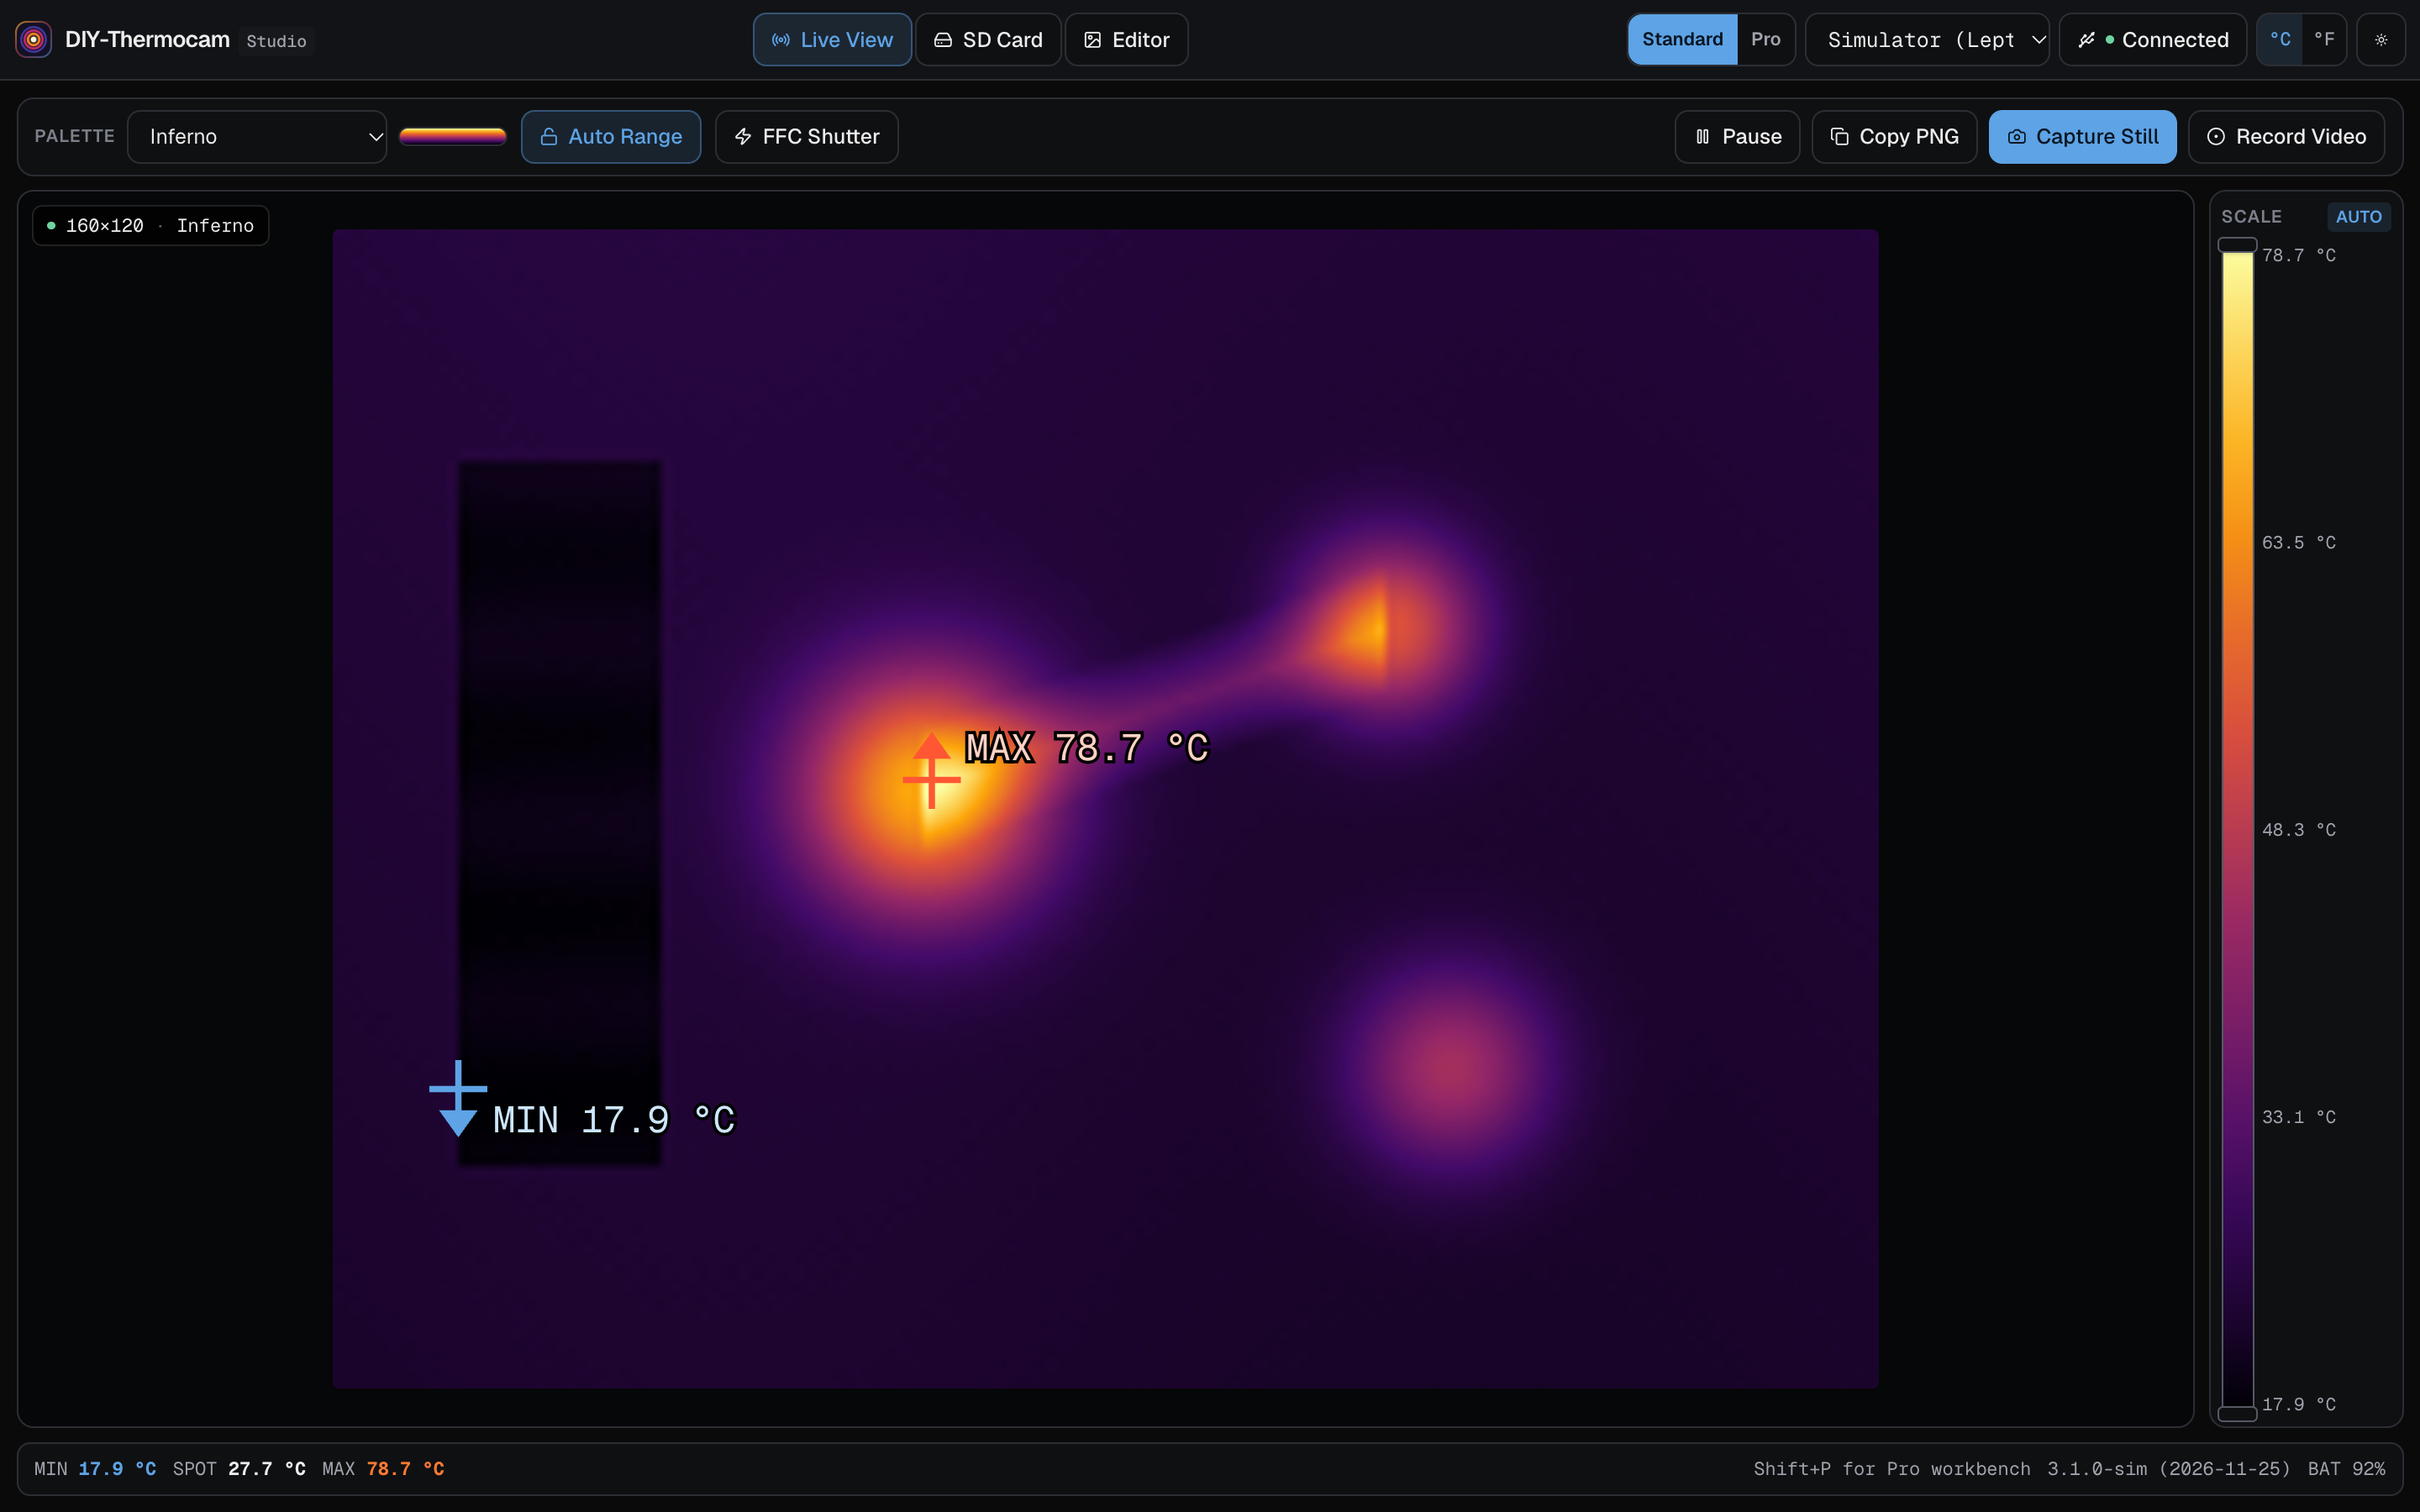 DIY-Thermocam Studio
Live View
SD Card
Editor
Standard
Pro
Simulator (Lept
Connected
°C
°F
PALETTE
Inferno
Auto Range
FFC Shutter
Pause
Copy PNG
Capture Still
Record Video
160×120 · Inferno
SCALE
AUTO
78.7 °C
63.5 °C
48.3 °C
33.1 °C
17.9 °C
MAX 78.7 °C
MIN 17.9 °C
MIN 17.9 °C SPOT 27.7 °C MAX 78.7 °C
Shift+P for Pro workbench 3.1.0-sim (2026-11-25) BAT 92%